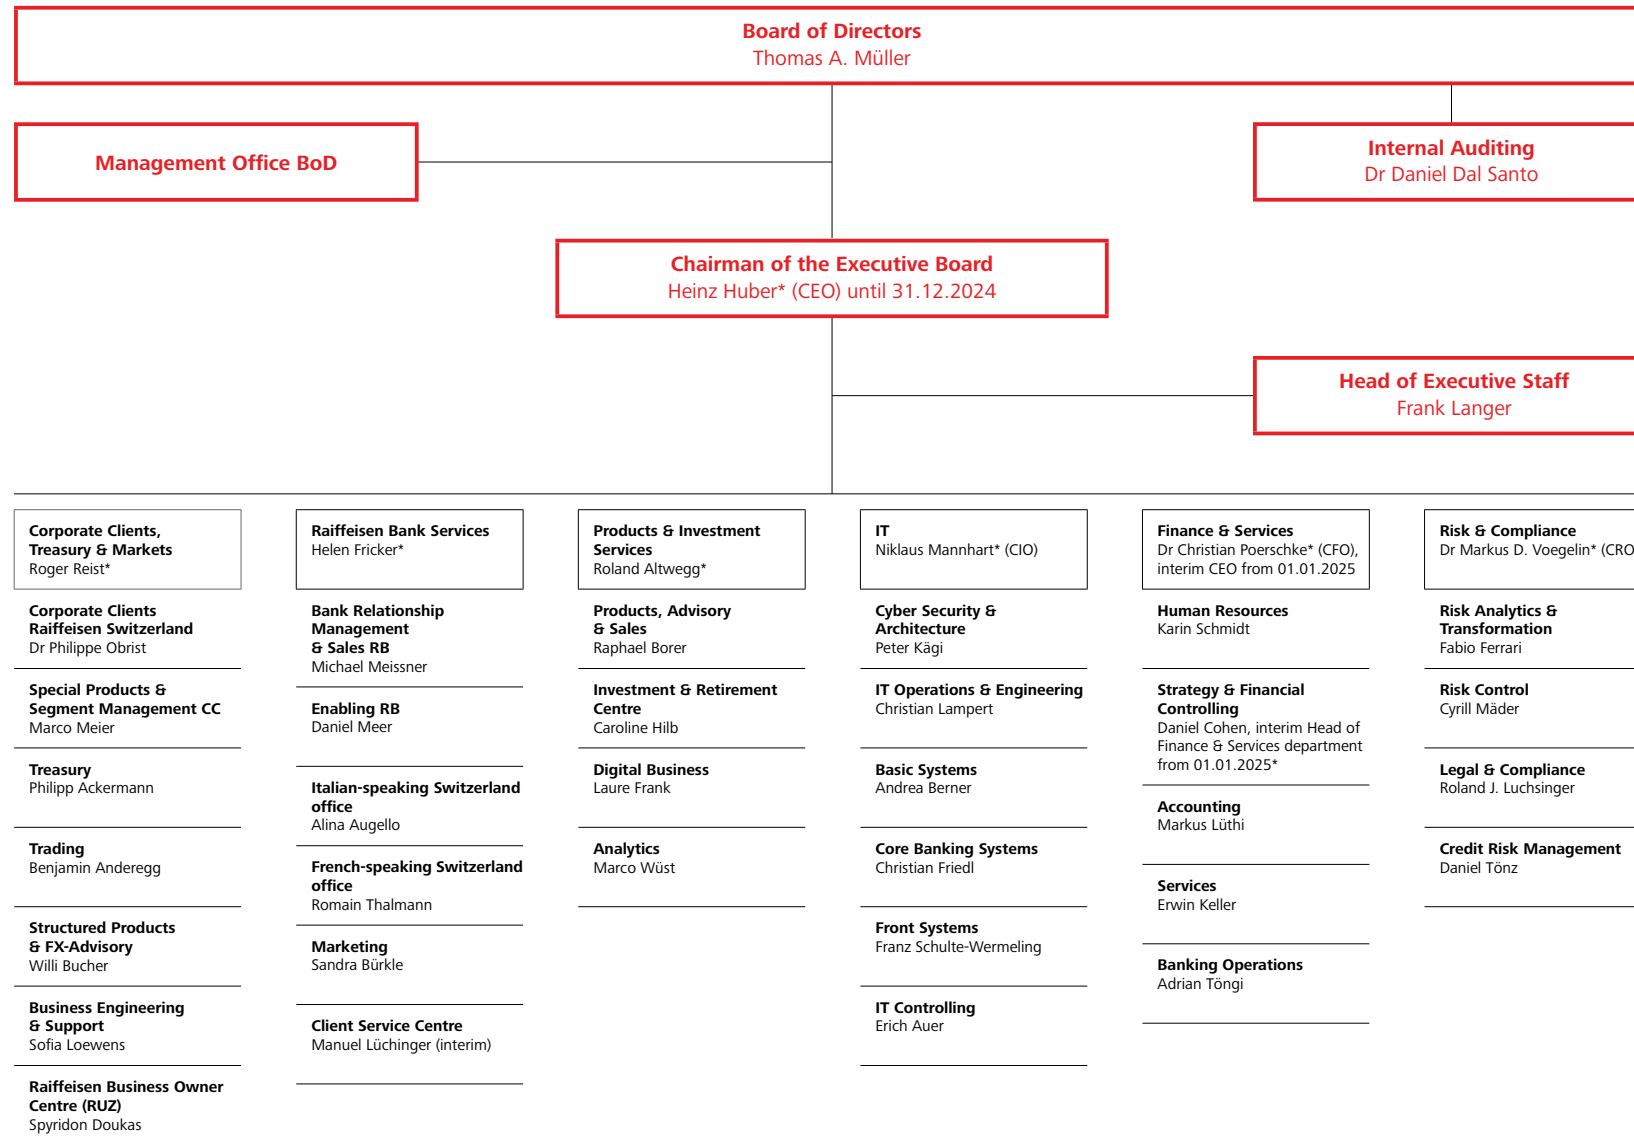 Board of Directors
Thomas A. Müller
Management Office BoD
Internal Auditing
Dr Daniel Dal Santo
Chairman of the Executive Board
Heinz Huber* (CEO) until 31.12.2024
Head of Executive Staff
Frank Langer
Corporate Clients,
Treasury & Markets
Roger Reist*
Corporate Clients
Raiffeisen Switzerland
Dr Philippe Obrist
Special Products &
Segment Management CC
Marco Meier
Treasury
Philipp Ackermann
Trading
Benjamin Anderegg
Structured Products
& FX-Advisory
Willi Bucher
Business Engineering
& Support
Sofia Loewens
Raiffeisen Business Owner
Centre (RUZ)
Spyridon Doukas
Raiffeisen Bank Services
Helen Fricker*
Bank Relationship
Management
& Sales RB
Michael Meissner
Enabling RB
Daniel Meer
Italian-speaking Switzerland
office
Alina Augello
French-speaking Switzerland
office
Romain Thalmann
Marketing
Sandra Bürkle
Client Service Centre
Manuel Lüchinger (interim)
Products & Investment
Services
Roland Altwegg*
Products, Advisory
& Sales
Raphael Borer
Investment & Retirement
Centre
Caroline Hilb
Digital Business
Laure Frank
Analytics
Marco Wüst
IT
Niklaus Mannhart* (CIO)
Cyber Security &
Architecture
Peter Kägi
IT Operations & Engineering
Christian Lampert
Basic Systems
Andrea Berner
Core Banking Systems
Christian Friedl
Front Systems
Franz Schulte-Wermeling
IT Controlling
Erich Auer
Finance & Services
Dr Christian Poerschke* (CFO),
interim CEO from 01.01.2025
Human Resources
Karin Schmidt
Strategy & Financial
Controlling
Daniel Cohen, interim Head of
Finance & Services department
from 01.01.2025*
Accounting
Markus Lüthi
Services
Erwin Keller
Banking Operations
Adrian Töngi
Risk & Compliance
Dr Markus D. Voegelin* (CRO
Risk Analytics &
Transformation
Fabio Ferrari
Risk Control
Cyrill Mäder
Legal & Compliance
Roland J. Luchsinger
Credit Risk Management
Daniel Tönz